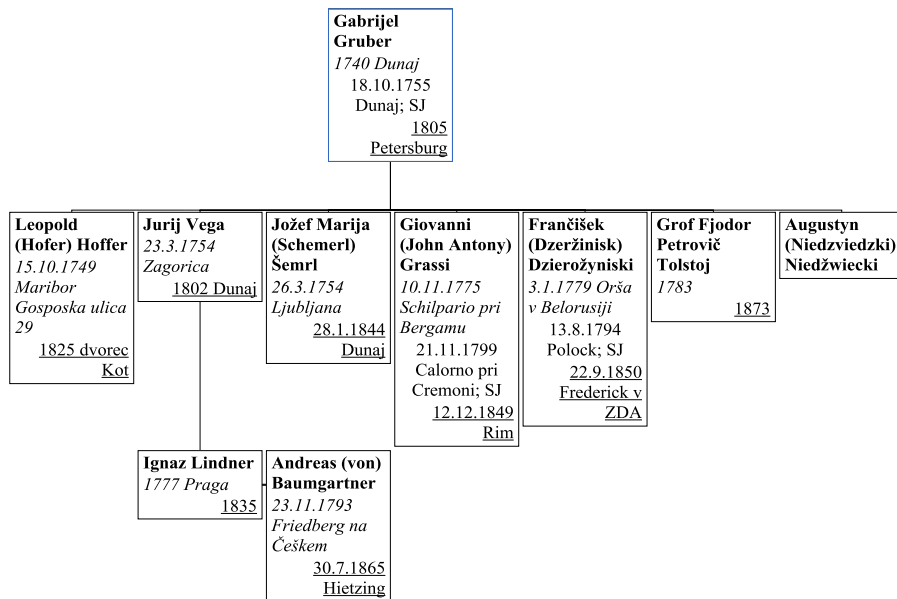 Gabrijel
Gruber
1740 Dunaj
18.10.1755
Dunaj; SJ
1805
Petersburg
Leopold
(Hofer) Hoffer
15.10.1749
Maribor
Gosposka ulica
29
1825 dvorec
Kot
Jurij Vega
23.3.1754
Zagorica
1802 Dunaj
Jožef Marija
(Schemerl)
Šemrl
26.3.1754
Ljubljana
28.1.1844
Dunaj
Giovanni
(John Antony)
Grassi
10.11.1775
Schilpario pri
Bergamu
21.11.1799
Calorno pri
Cremoni; SJ
12.12.1849
Rim
Frančišek
(Dzeržinisk)
Dzierožyniski
3.1.1779 Orša
v Belorusiji
13.8.1794
Polock; SJ
22.9.1850
Frederick v
ZDA
Grof Fjodor
Petrovič
Tolstoj
1783
1873
Augustyn
(Niedzviedzki)
Niedžwiecki
Ignaz Lindner
1777 Praga
1835
Andreas (von)
Baumgartner
23.11.1793
Friedberg na
Češkem
30.7.1865
Hietzing